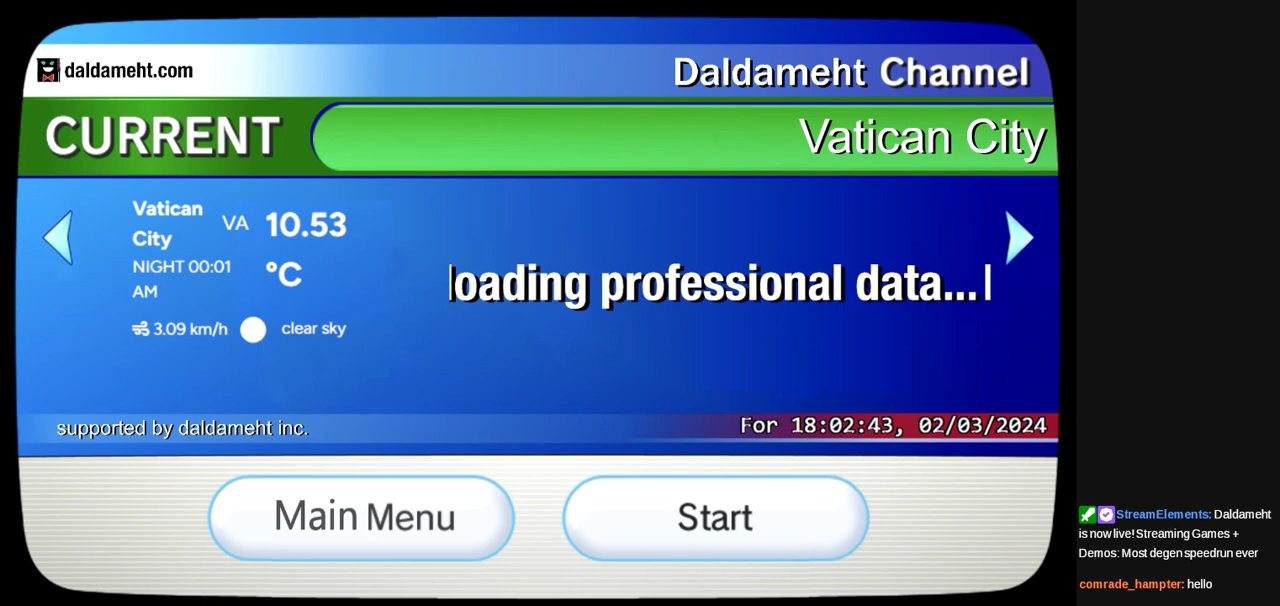 daldameht.com
Daldameht Channel
CURRENT
Vatican City
Vatican City VA 10.53 °C
NIGHT 00:01 AM
3.09 km/h clear sky
loading professional data...
supported by daldameht inc.
For 18:02:43, 02/03/2024
Main Menu
Start
StreamElements: Daldameht
is now live! Streaming Games +
Demos: Most degen speedrun ever
comrade_hampter: hello